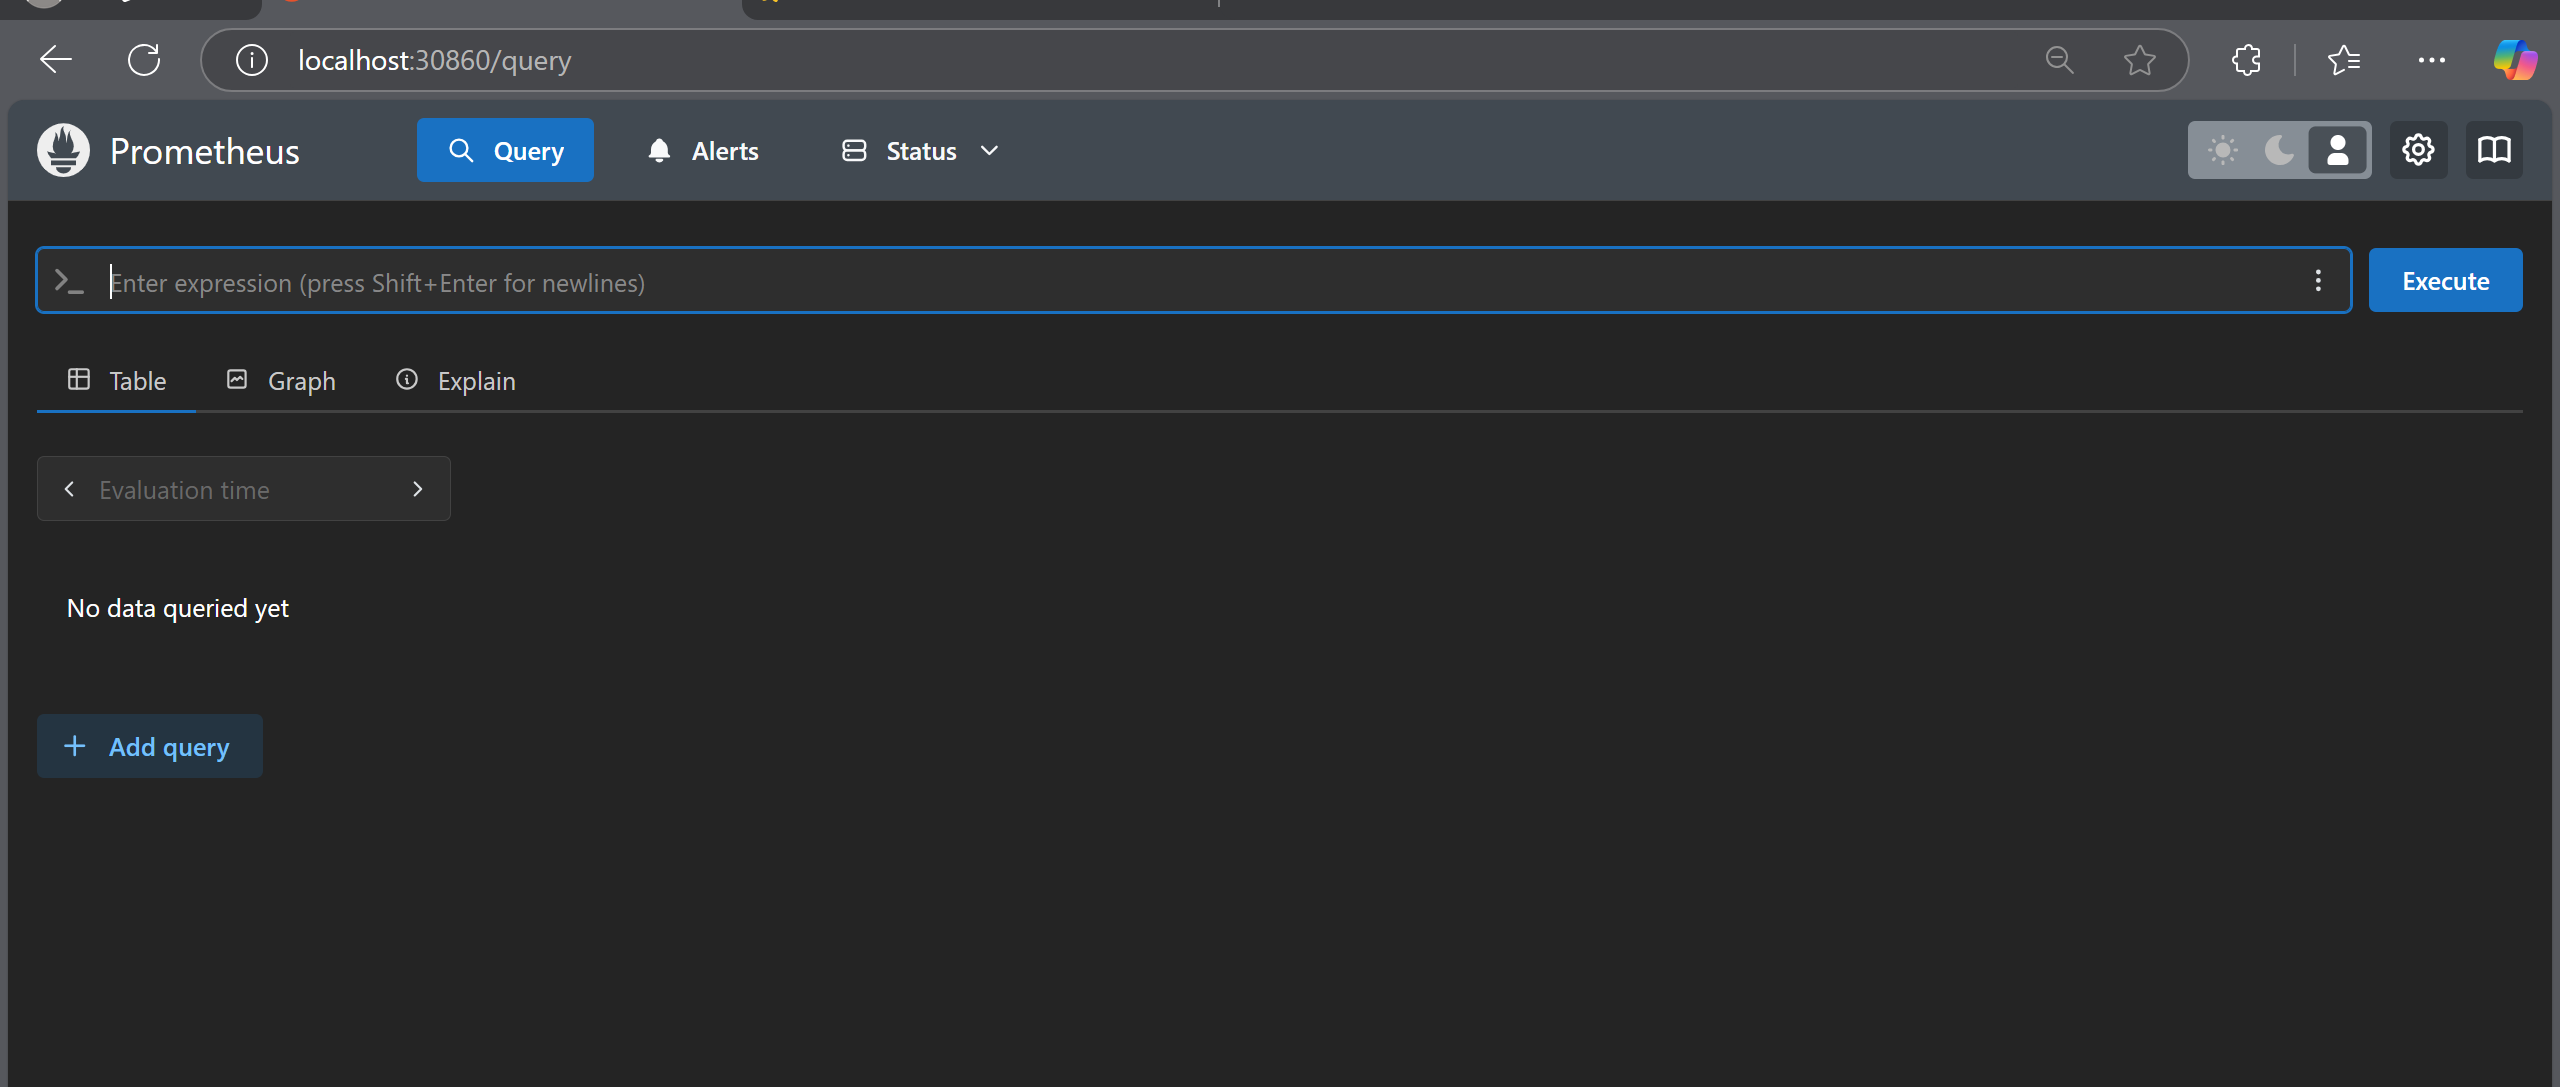 localhost:30860/query
Prometheus Query Alerts Status
Enter expression (press Shift+Enter for newlines) Execute
Table Graph Explain
Evaluation time
No data queried yet
Add query